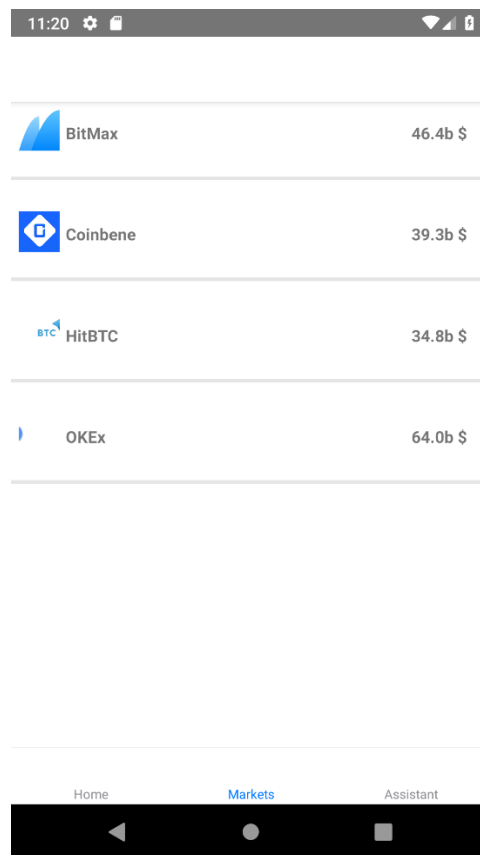 11:20
BitMax 46.4b $
Coinbene 39.3b $
BTC HitBTC 34.8b $
OKEx 64.0b $
Home Markets Assistant